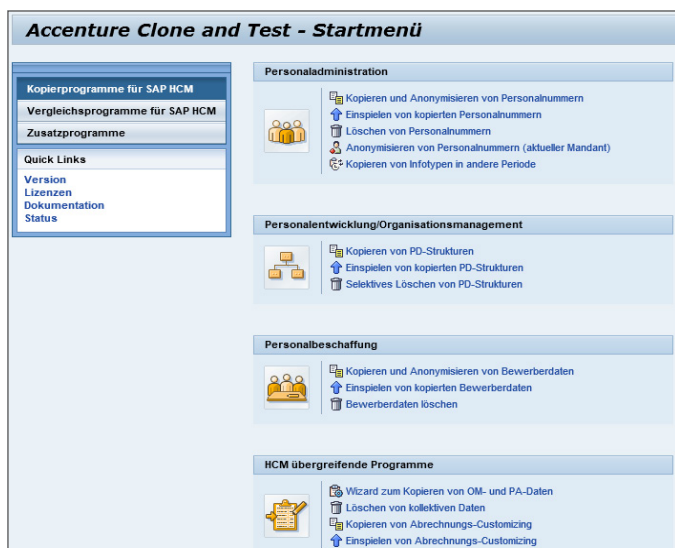 Accenture Clone and Test - Startmenü
Kopierprogramme für SAP HCM
Vergleichsprogramme für SAP HCM
Zusatzprogramme
Quick Links
Version
Lizenzen
Dokumentation
Status
Personaladministration
Kopieren und Anonymisieren von Personalnummern
Einspielen von kopierten Personalnummern
Löschen von Personalnummern
Anonymisieren von Personalnummern (aktueller Mandant)
Kopieren von Infotypen in andere Periode
Personalentwicklung/Organisationsmanagement
Kopieren von PD-Strukturen
Einspielen von kopierten PD-Strukturen
Selektives Löschen von PD-Strukturen
Personalbeschaffung
Kopieren und Anonymisieren von Bewerberdaten
Einspielen von kopierten Bewerberdaten
Bewerberdaten löschen
HCM übergreifende Programme
Wizard zum Kopieren von OM- und PA-Daten
Löschen von kollektiven Daten
Kopieren von Abrechnungs-Customizing
Einspielen von Abrechnungs-Customizing